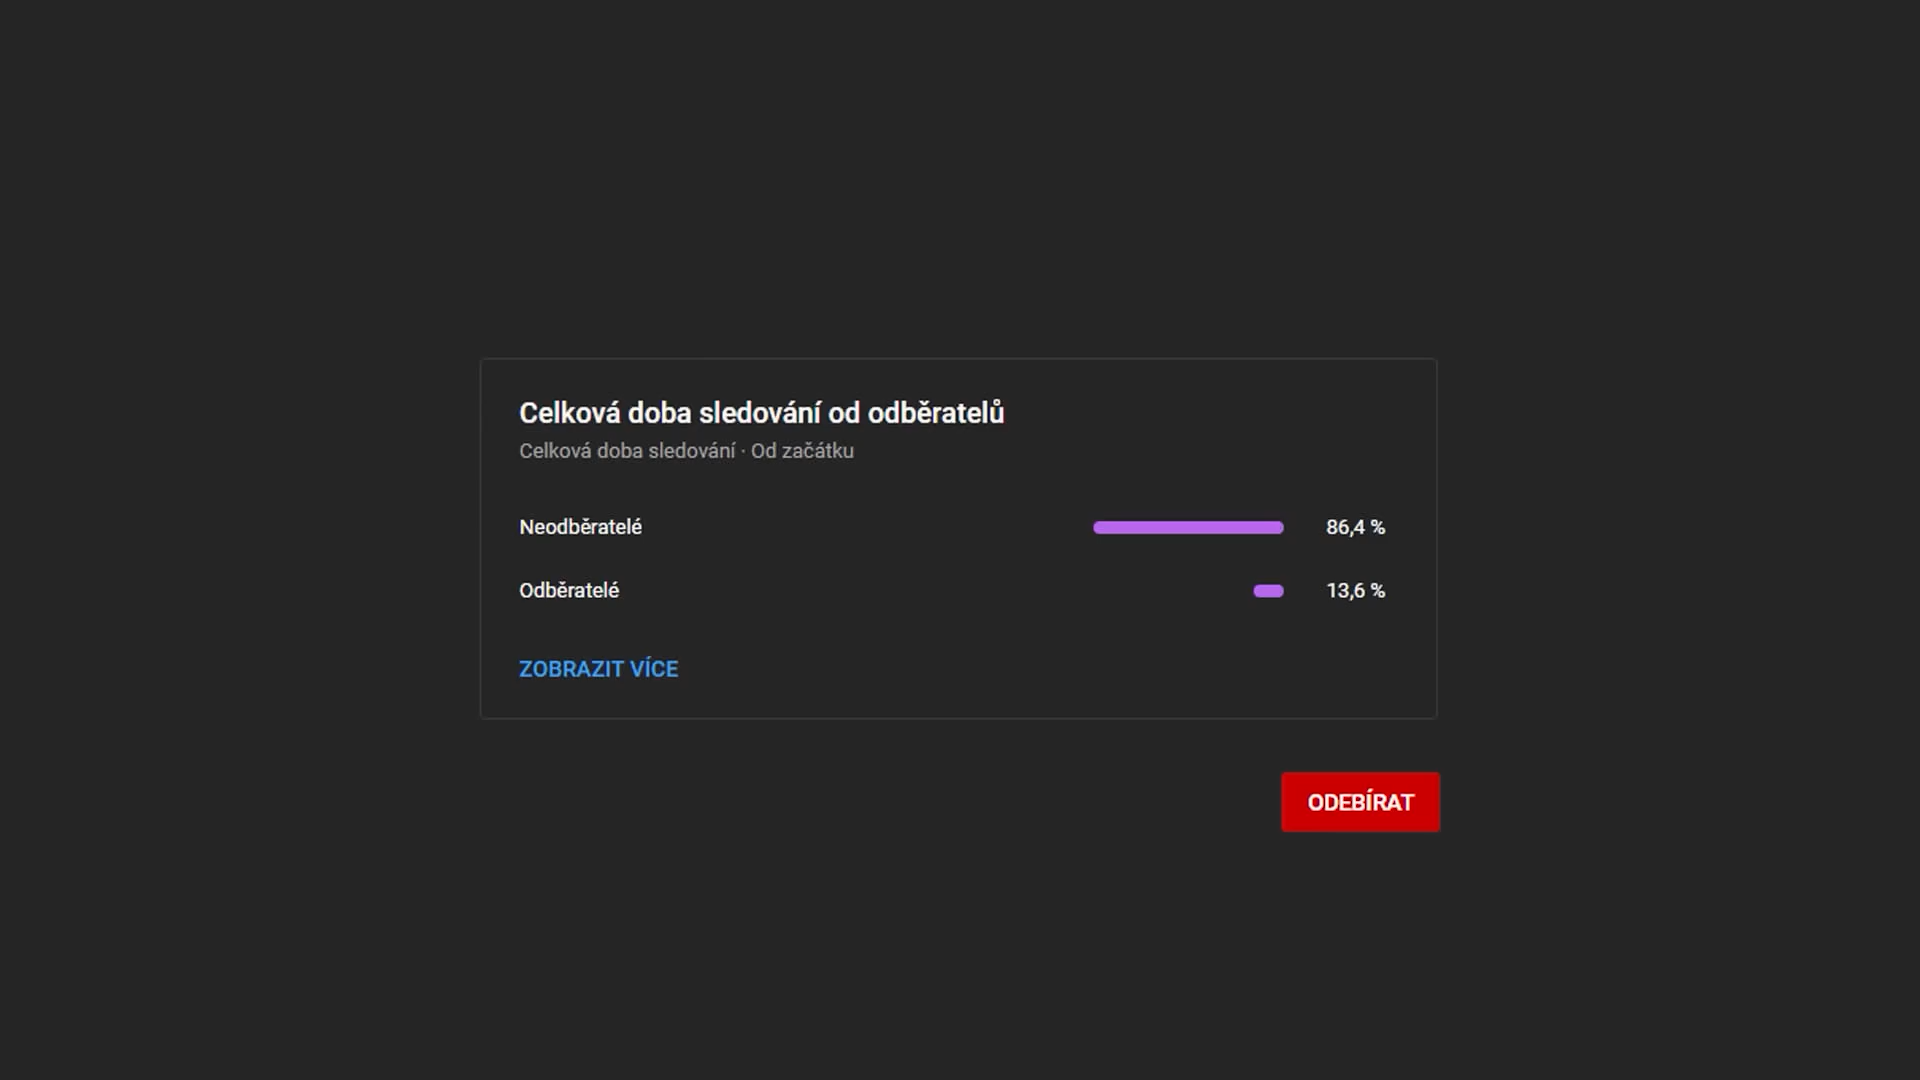 Celková doba sledování od odběratelů
Celková doba sledování · Od začátku
Neodběratelé 86,4 %
Odběratelé 13,6 %
ZOBRAZIT VÍCE
ODEBÍRAT